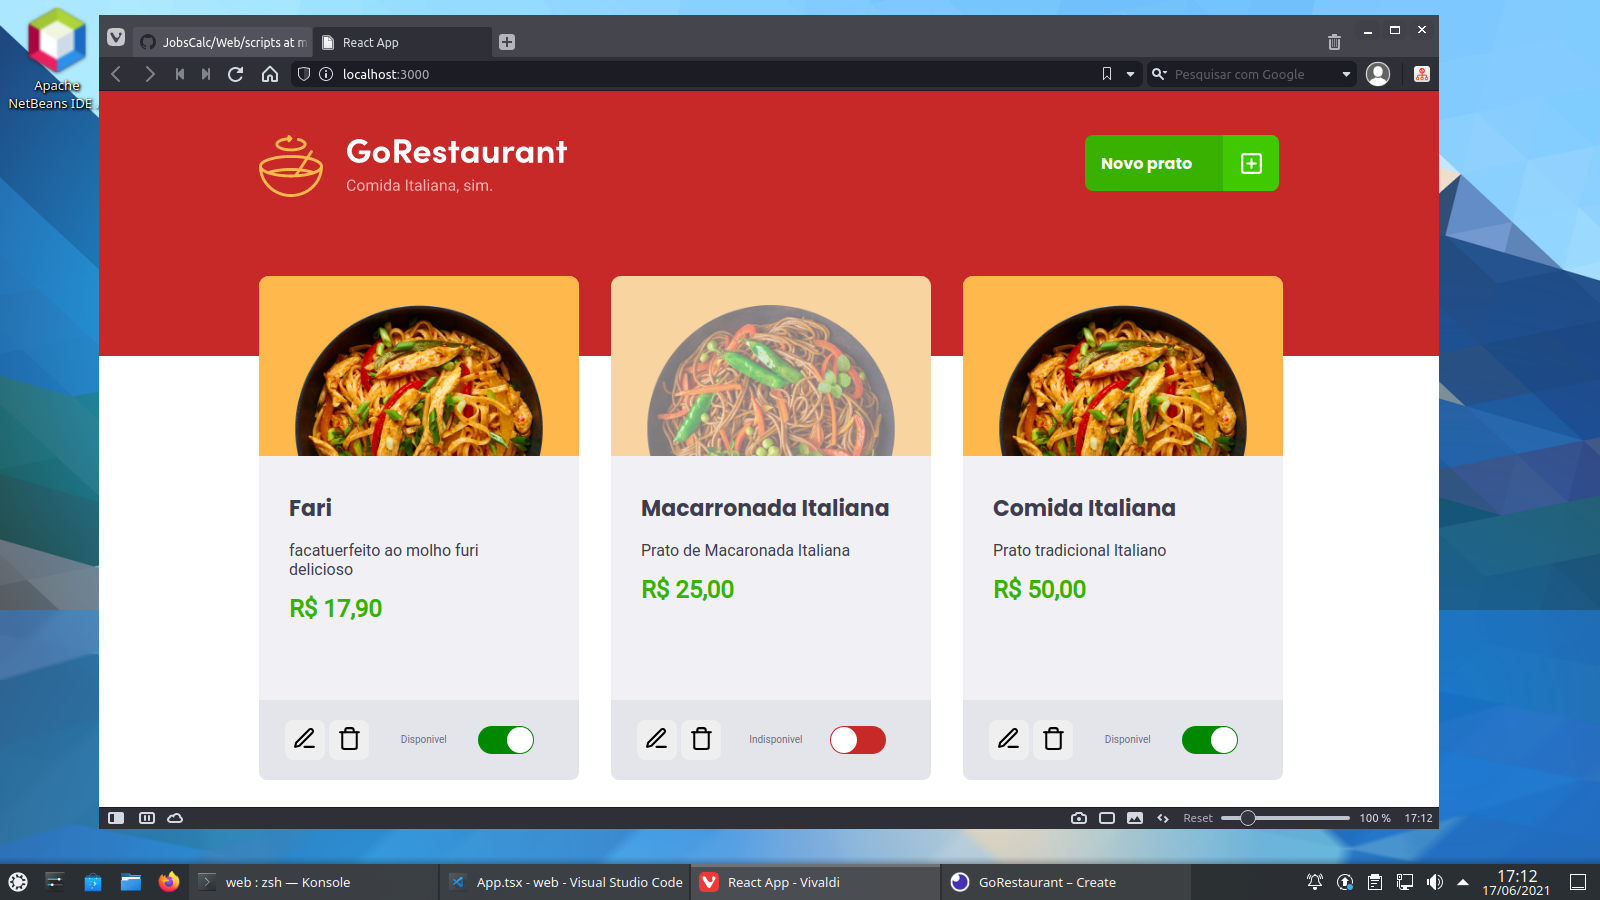 Apache
NetBeans IDE
JobsCalc/Web/scripts at m
React App
localhost:3000
Pesquisar com Google
GoRestaurant
Comida Italiana, sim.
Novo prato
Fari
facatuerfeito ao molho furi
delicioso
R$ 17,90
Disponivel
Macarronada Italiana
Prato de Macaronada Italiana
R$ 25,00
Indisponivel
Comida Italiana
Prato tradicional Italiano
R$ 50,00
Disponivel
Reset
100 %
17:12
web : zsh — Konsole
App.tsx - web - Visual Studio Code
React App - Vivaldi
GoRestaurant – Create
17:12
17/06/2021